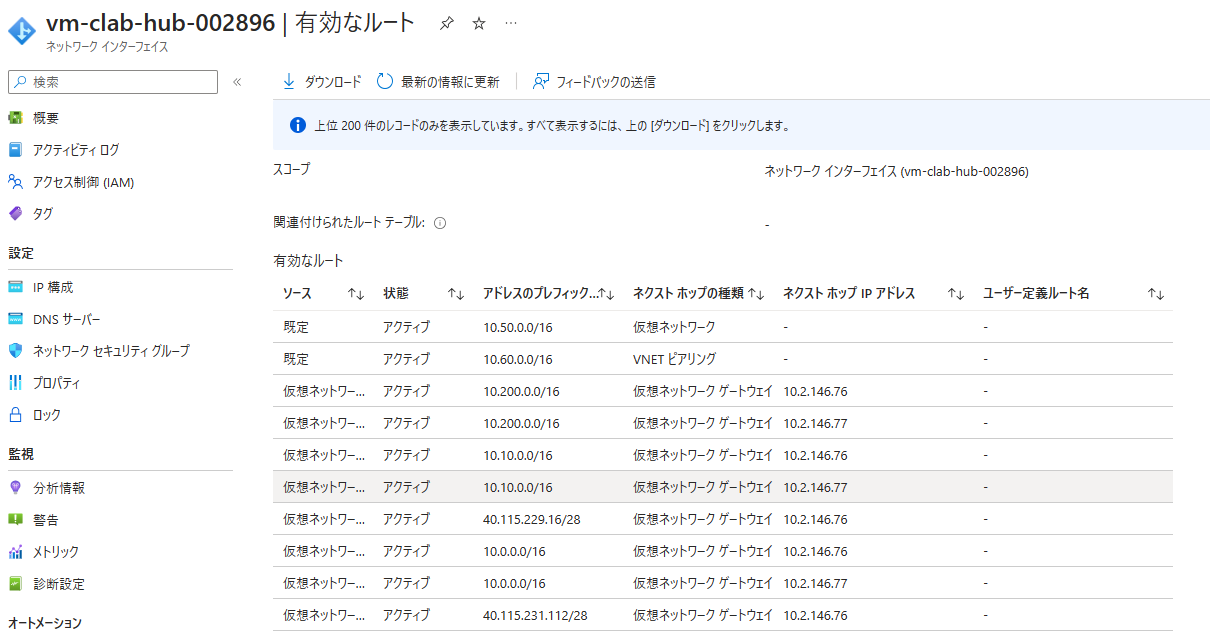 vm-clab-hub-002896 | 有効なルート ...
ネットワーク インターフェイス
検索 «
ダウンロード 最新の情報に更新 フィードバックの送信
概要
アクティビティ ログ
アクセス制御 (IAM)
タグ
設定
IP 構成
DNS サーバー
ネットワーク セキュリティ グループ
プロパティ
ロック
監視
分析情報
警告
メトリック
診断設定
オートメーション
上位 200 件のレコードのみを表示しています。すべて表示するには、上の [ダウンロード] をクリックします。
スコープ ネットワーク インターフェイス (vm-clab-hub-002896)
関連付けられたルート テーブル: -
有効なルート
ソース 状態 アドレスのプレフィック... ネクスト ホップの種類 ネクスト ホップ IP アドレス ユーザー定義ルート名
既定 アクティブ 10.50.0.0/16 仮想ネットワーク - -
既定 アクティブ 10.60.0.0/16 VNET ピアリング - -
仮想ネットワー... アクティブ 10.200.0.0/16 仮想ネットワーク ゲートウェイ 10.2.146.76 -
仮想ネットワー... アクティブ 10.200.0.0/16 仮想ネットワーク ゲートウェイ 10.2.146.77 -
仮想ネットワー... アクティブ 10.10.0.0/16 仮想ネットワーク ゲートウェイ 10.2.146.76 -
仮想ネットワー... アクティブ 10.10.0.0/16 仮想ネットワーク ゲートウェイ 10.2.146.77 -
仮想ネットワー... アクティブ 40.115.229.16/28 仮想ネットワーク ゲートウェイ 10.2.146.76 -
仮想ネットワー... アクティブ 10.0.0.0/16 仮想ネットワーク ゲートウェイ 10.2.146.76 -
仮想ネットワー... アクティブ 10.0.0.0/16 仮想ネットワーク ゲートウェイ 10.2.146.77 -
仮想ネットワー... アクティブ 40.115.231.112/28 仮想ネットワーク ゲートウェイ 10.2.146.76 -